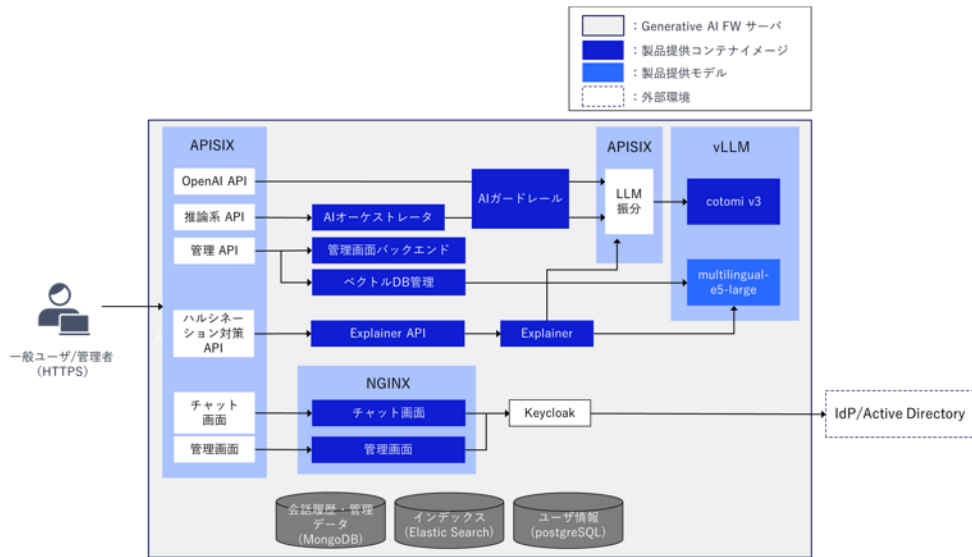 ：Generative AI FW サーバ
：製品提供コンテナイメージ
：製品提供モデル
：外部環境
APISIX
OpenAI API
推論系 API
管理 API
ハルシネ
ーション対策
API
チャット
画面
管理画面
AIオーケストレータ
管理画面バックエンド
ベクトルDB管理
Explainer API
Explainer
AIガードレール
APISIX
LLM
振分
vLLM
cotomi v3
multilingual-
e5-large
一般ユーザ/管理者
(HTTPS)
NGINX
チャット画面
管理画面
Keycloak
IdP/Active Directory
会話履歴・管理
データ
(MongoDB)
インデックス
(Elastic Search)
ユーザ情報
(postgreSQL)